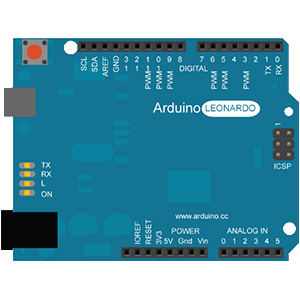 SCL
SDA
AREF
GND
13
12
PWM 11
PWM 10
PWM 9
8
DIGITAL
7
PWM 6
PWM 5
4
PWM 3
2
TX 1
RX 0
Arduino LEONARDO
1
ICSP
TX
RX
L
ON
www.arduino.cc
POWER
ANALOG IN
IOREF
RESET
3V3
5V Gnd Vin
0 1 2 3 4 5